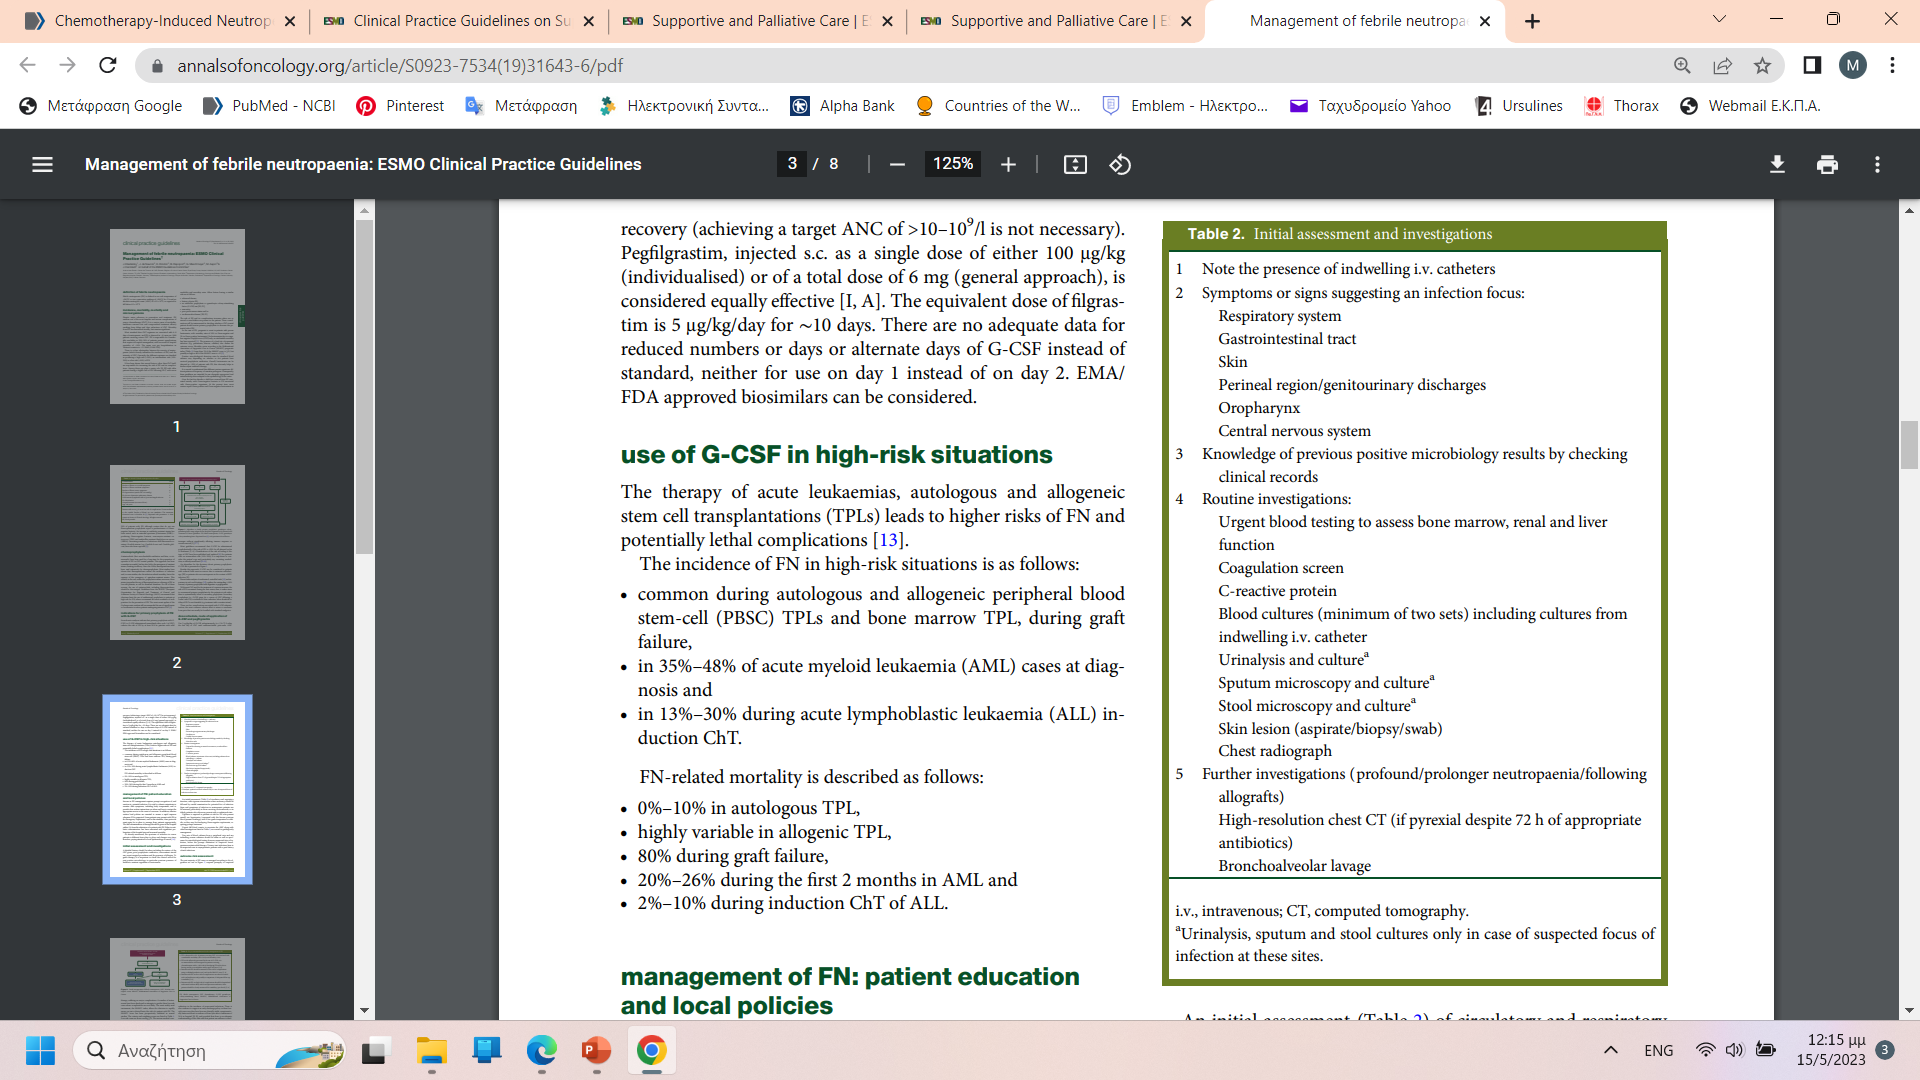 Chemotherapy-Induced Neutrop
Clinical Practice Guidelines on Su
Supportive and Palliative Care | E
Supportive and Palliative Care | E
Management of febrile neutropa
annalsofoncology.org/article/S0923-7534(19)31643-6/pdf
M
Μετάφραση Google
PubMed - NCBI
Pinterest
Μετάφραση
Ηλεκτρονική Συντα...
Alpha Bank
Countries of the W...
Emblem - Ηλεκτρο...
Ταχυδρομείο Yahoo
Ursulines
Thorax
Webmail Ε.Κ.Π.Α.
Management of febrile neutropaenia: ESMO Clinical Practice Guidelines
3 / 8
125%
1
2
3
recovery (achieving a target ANC of >10–10⁹/l is not necessary).
Pegfilgrastim, injected s.c. as a single dose of either 100 µg/kg
(individualised) or of a total dose of 6 mg (general approach), is
considered equally effective [I, A]. The equivalent dose of filgras-
tim is 5 µg/kg/day for ~10 days. There are no adequate data for
reduced numbers or days or alternate days of G-CSF instead of
standard, neither for use on day 1 instead of on day 2. EMA/
FDA approved biosimilars can be considered.
use of G-CSF in high-risk situations
The therapy of acute leukaemias, autologous and allogeneic
stem cell transplantations (TPLs) leads to higher risks of FN and
potentially lethal complications [13].
The incidence of FN in high-risk situations is as follows:
• common during autologous and allogeneic peripheral blood
stem-cell (PBSC) TPLs and bone marrow TPL, during graft
failure,
• in 35%–48% of acute myeloid leukaemia (AML) cases at diag-
nosis and
• in 13%–30% during acute lymphoblastic leukaemia (ALL) in-
duction ChT.
FN-related mortality is described as follows:
• 0%–10% in autologous TPL,
• highly variable in allogenic TPL,
• 80% during graft failure,
• 20%–26% during the first 2 months in AML and
• 2%–10% during induction ChT of ALL.
management of FN: patient education
and local policies
Table 2. Initial assessment and investigations
1 Note the presence of indwelling i.v. catheters
2 Symptoms or signs suggesting an infection focus:
Respiratory system
Gastrointestinal tract
Skin
Perineal region/genitourinary discharges
Oropharynx
Central nervous system
3 Knowledge of previous positive microbiology results by checking
clinical records
4 Routine investigations:
Urgent blood testing to assess bone marrow, renal and liver
function
Coagulation screen
C-reactive protein
Blood cultures (minimum of two sets) including cultures from
indwelling i.v. catheter
Urinalysis and cultureᵃ
Sputum microscopy and cultureᵃ
Stool microscopy and cultureᵃ
Skin lesion (aspirate/biopsy/swab)
Chest radiograph
5 Further investigations (profound/prolonger neutropaenia/following
allografts)
High-resolution chest CT (if pyrexial despite 72 h of appropriate
antibiotics)
Bronchoalveolar lavage
i.v., intravenous; CT, computed tomography.
ᵃUrinalysis, sputum and stool cultures only in case of suspected focus of
infection at these sites.
An initial assessment (Table 2) of circulatory and respiratory
Αναζήτηση
ENG
12:15 μμ
15/5/2023
3